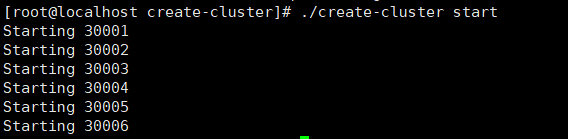 [root@localhost create-cluster]# ./create-cluster start
Starting 30001
Starting 30002
Starting 30003
Starting 30004
Starting 30005
Starting 30006